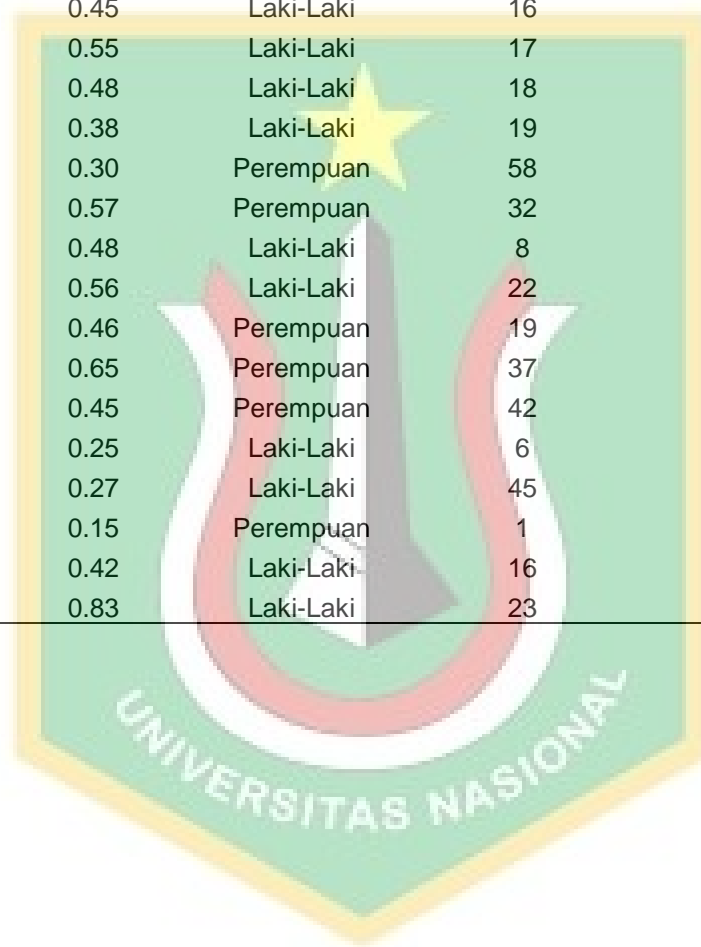 0.45 Laki-Laki 16
0.55 Laki-Laki 17
0.48 Laki-Laki 18
0.38 Laki-Laki 19
0.30 Perempuan 58
0.57 Perempuan 32
0.48 Laki-Laki 8
0.56 Laki-Laki 22
0.46 Perempuan 19
0.65 Perempuan 37
0.45 Perempuan 42
0.25 Laki-Laki 6
0.27 Laki-Laki 45
0.15 Perempuan 1
0.42 Laki-Laki 16
0.83 Laki-Laki 23
UNIVERSITAS NASIONAL